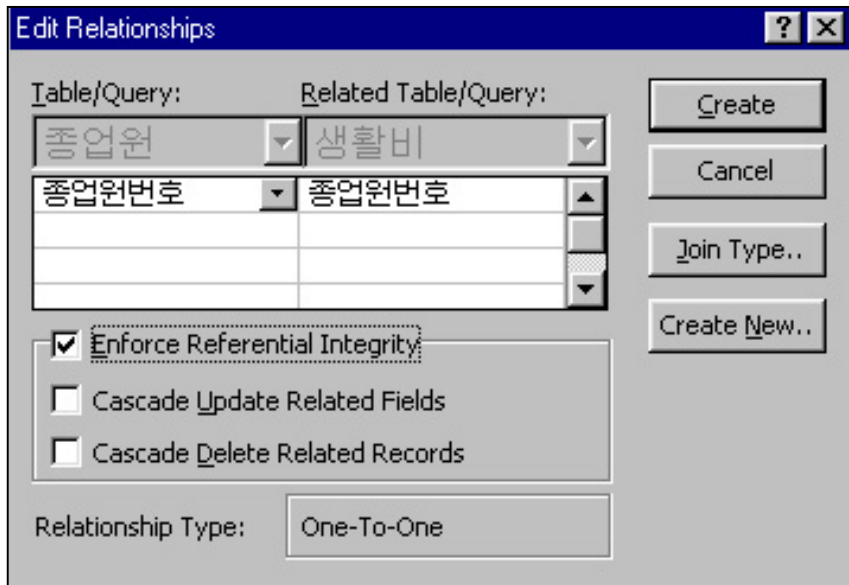 Edit Relationships
Table/Query: Related Table/Query:
종업원 생활비
종업원번호 종업원번호
Create
Cancel
Join Type..
Create New..
Enforce Referential Integrity
Cascade Update Related Fields
Cascade Delete Related Records
Relationship Type: One-To-One